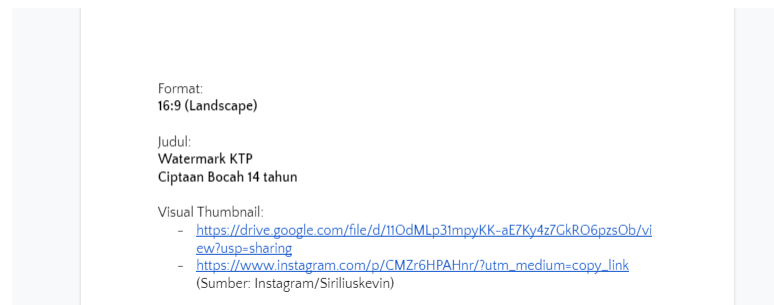 Format:
16:9 (Landscape)
Judul:
Watermark KTP
Ciptaan Bocah 14 tahun
Visual Thumbnail:
- https://drive.google.com/file/d/11OdMLp31mpyKK-aE7Ky4z7GkRO6pzsOb/vi
ew?usp=sharing
- https://www.instagram.com/p/CMZr6HPAHnr/?utm_medium=copy_link
(Sumber: Instagram/Siriliuskevin)